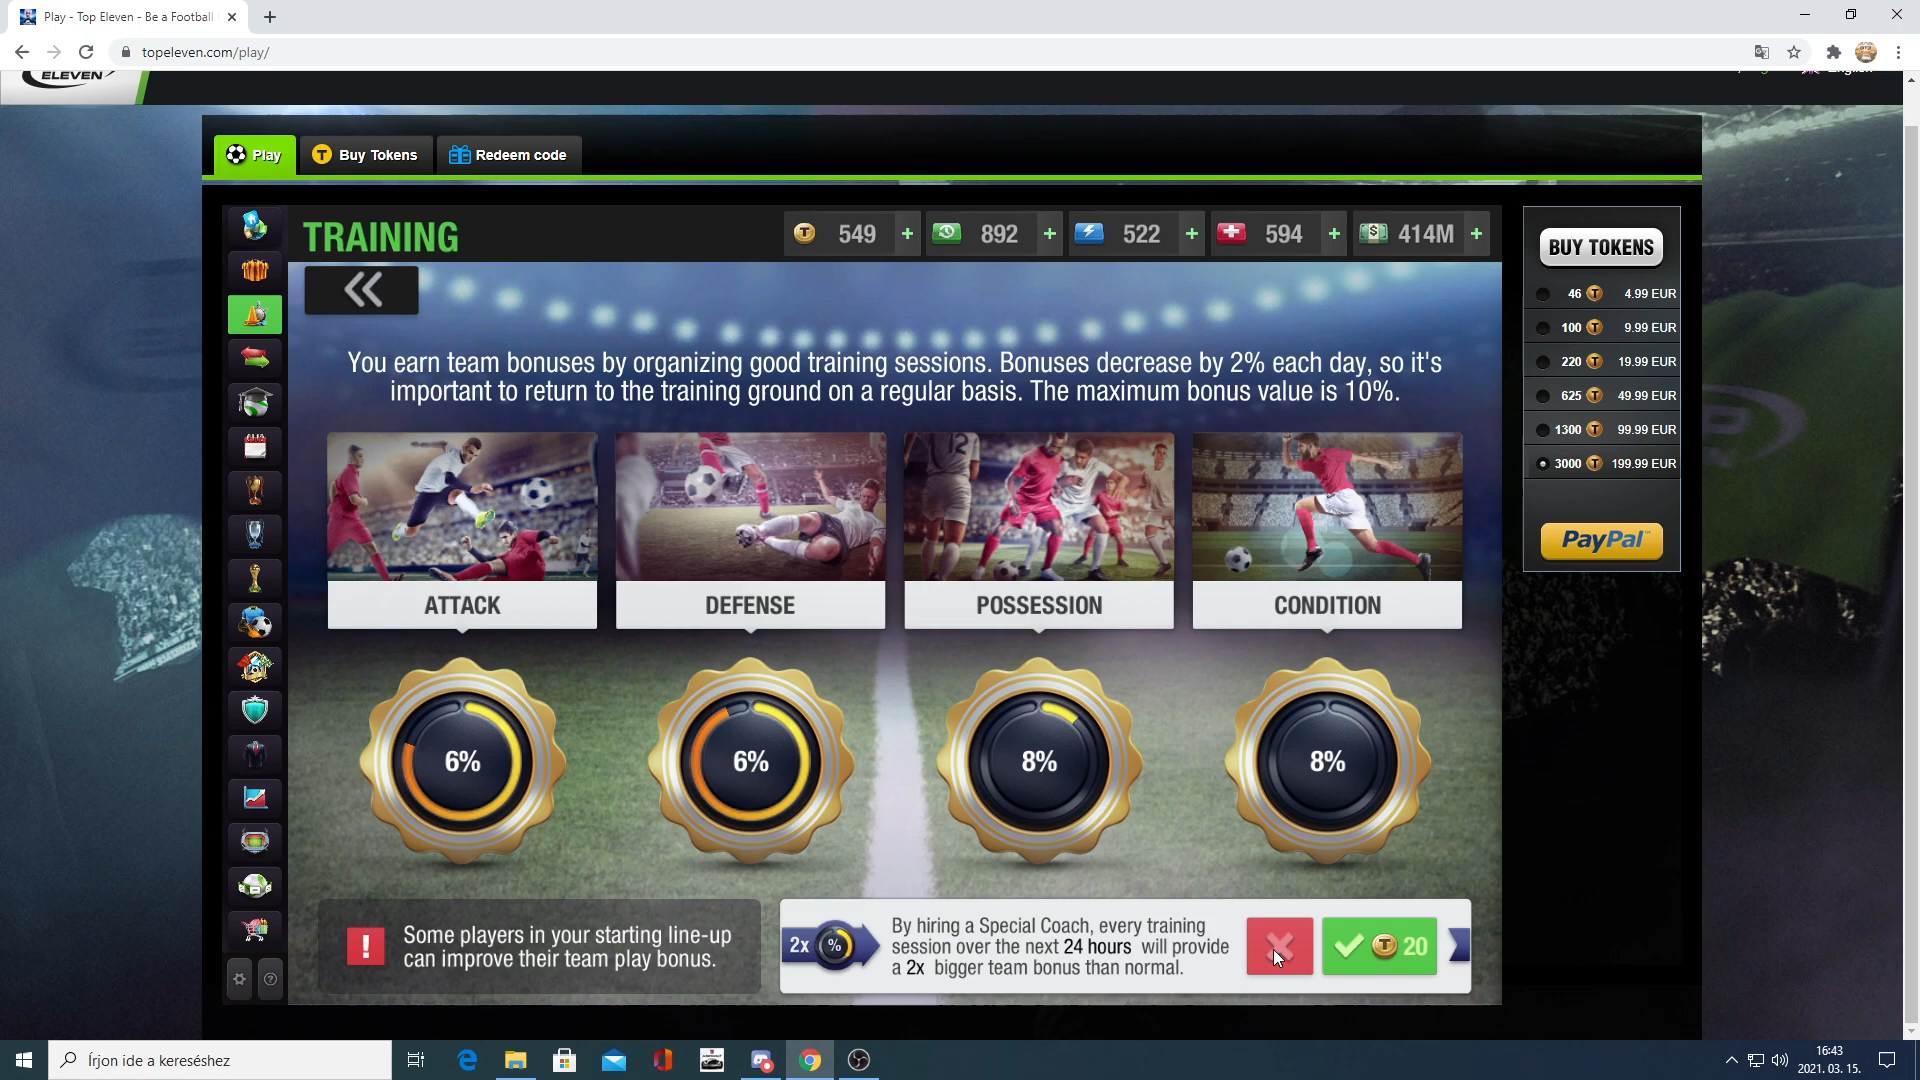 Play - Top Eleven - Be a Football
topeleven.com/play/
ELEVEN
English
Play
Buy Tokens
Redeem code
TRAINING
549
892
522
594
414M
BUY TOKENS
46 T 4.99 EUR
100 T 9.99 EUR
220 T 19.99 EUR
625 T 49.99 EUR
1300 T 99.99 EUR
3000 T 199.99 EUR
PayPal
You earn team bonuses by organizing good training sessions. Bonuses decrease by 2% each day, so it's
important to return to the training ground on a regular basis. The maximum bonus value is 10%.
ATTACK
DEFENSE
POSSESSION
CONDITION
6%
6%
8%
8%
! Some players in your starting line-up
can improve their team play bonus.
2x %
By hiring a Special Coach, every training
session over the next 24 hours will provide
a 2x bigger team bonus than normal.
T 20
Írjon ide a kereséshez
16:43
2021. 03. 15.